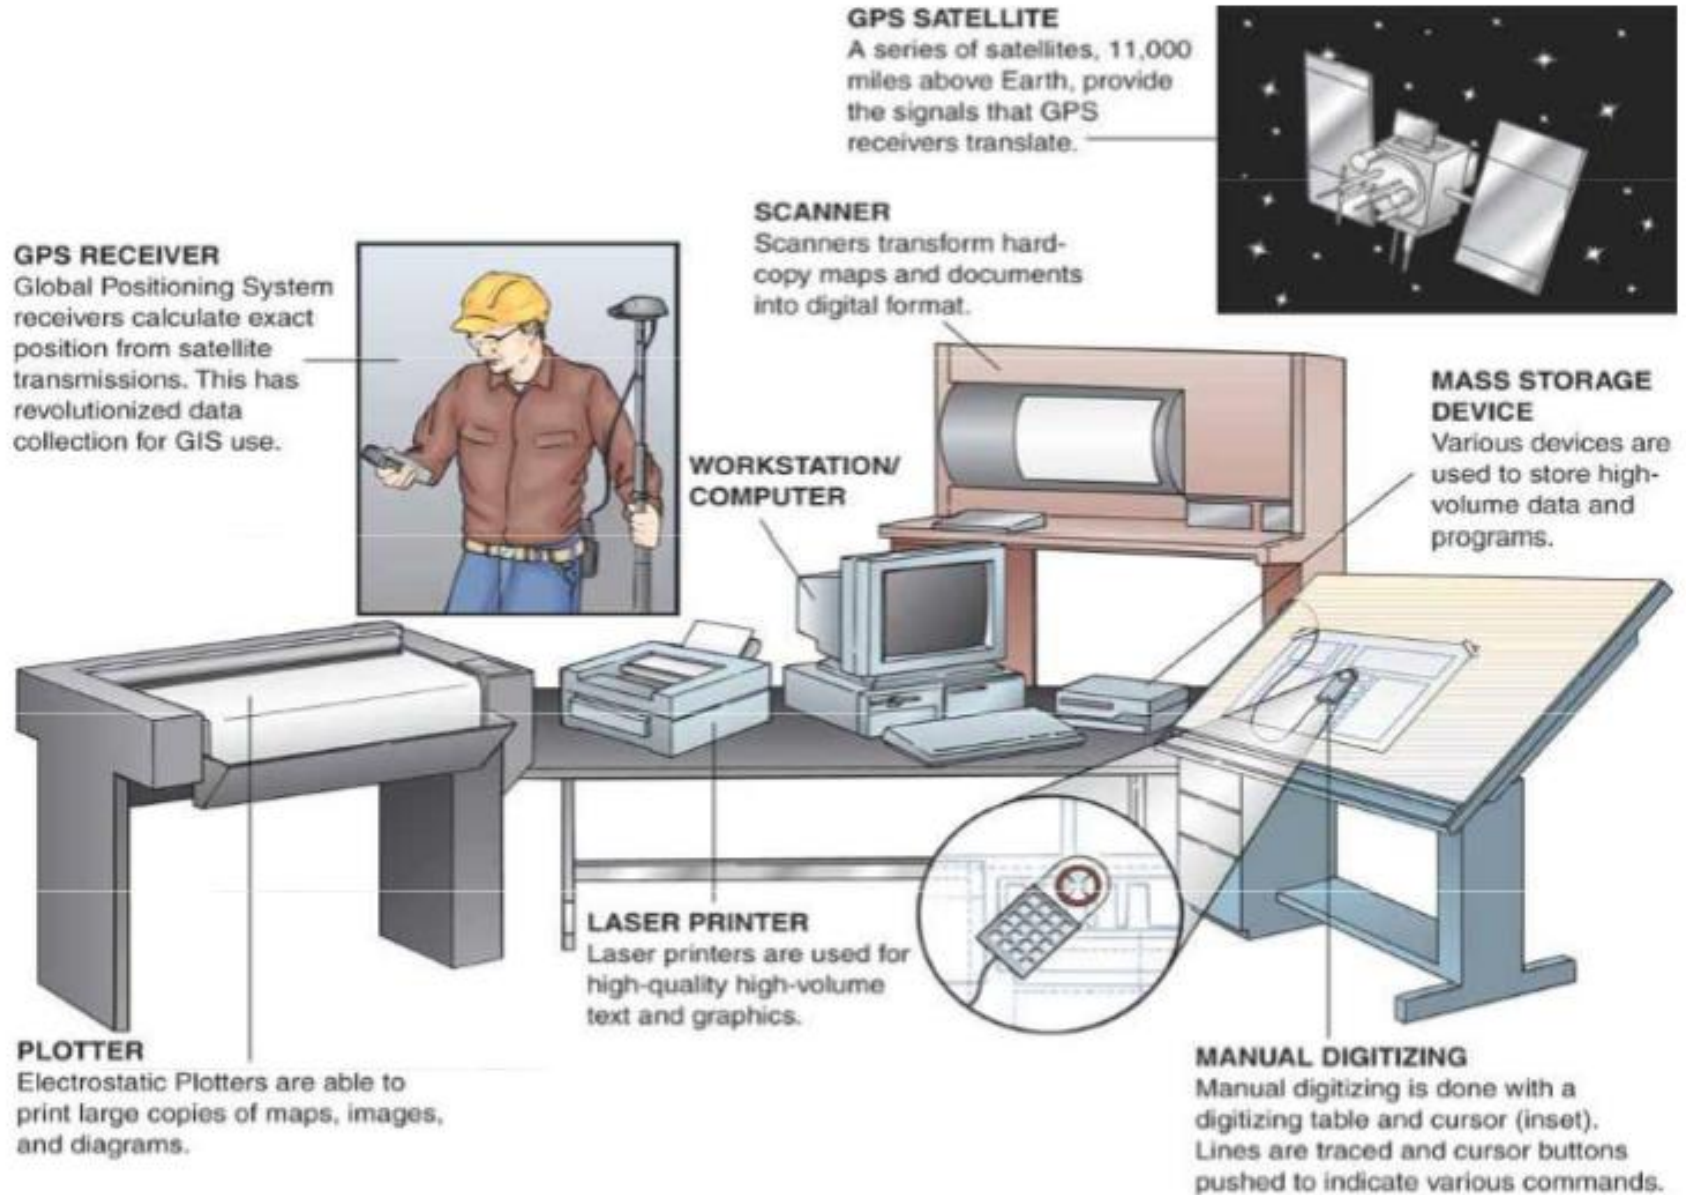 GPS SATELLITE
A series of satellites, 11,000
miles above Earth, provide
the signals that GPS
receivers translate.
SCANNER
Scanners transform hard-
copy maps and documents
into digital format.
GPS RECEIVER
Global Positioning System
receivers calculate exact
position from satellite
transmissions. This has
revolutionized data
collection for GIS use.
MASS STORAGE
DEVICE
Various devices are
used to store high-
volume data and
programs.
WORKSTATION/
COMPUTER
LASER PRINTER
Laser printers are used for
high-quality high-volume
text and graphics.
PLOTTER
Electrostatic Plotters are able to
print large copies of maps, images,
and diagrams.
MANUAL DIGITIZING
Manual digitizing is done with a
digitizing table and cursor (inset).
Lines are traced and cursor buttons
pushed to indicate various commands.